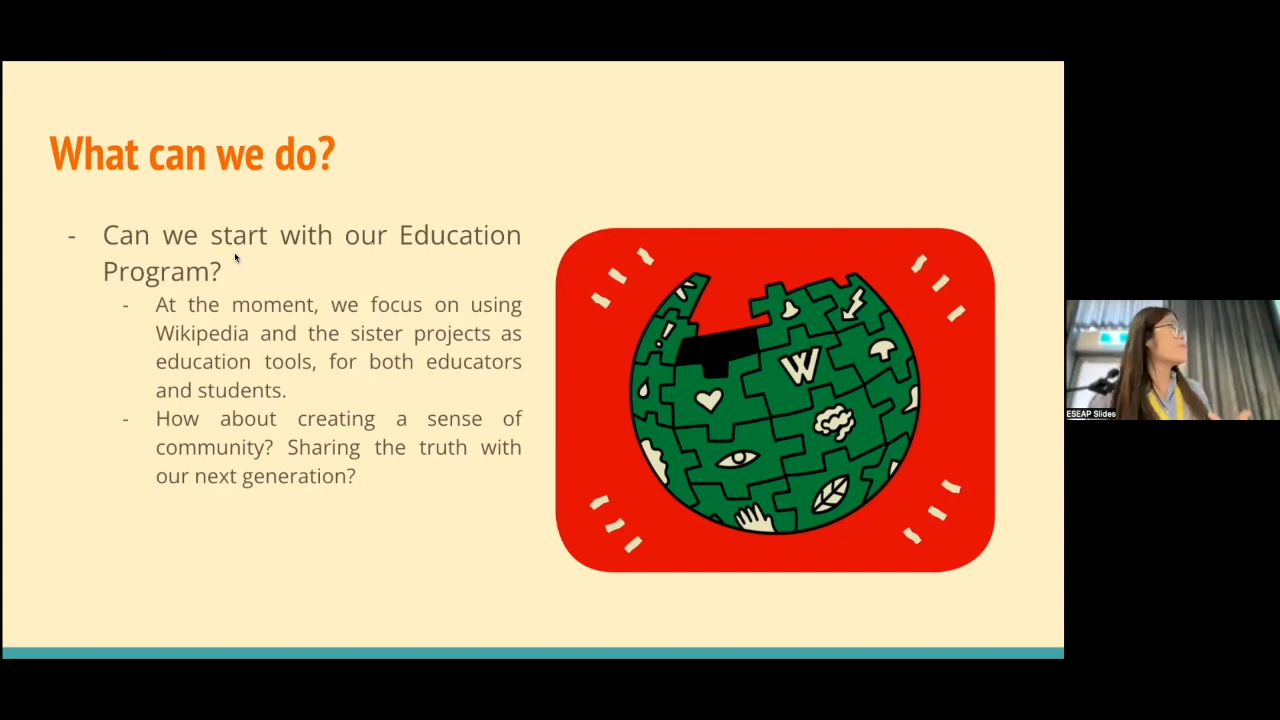 What can we do?
- Can we start with our Education
Program?
- At the moment, we focus on using
Wikipedia and the sister projects as
education tools, for both educators
and students.
- How about creating a sense of
community? Sharing the truth with
our next generation?
W
ESEAP Slides